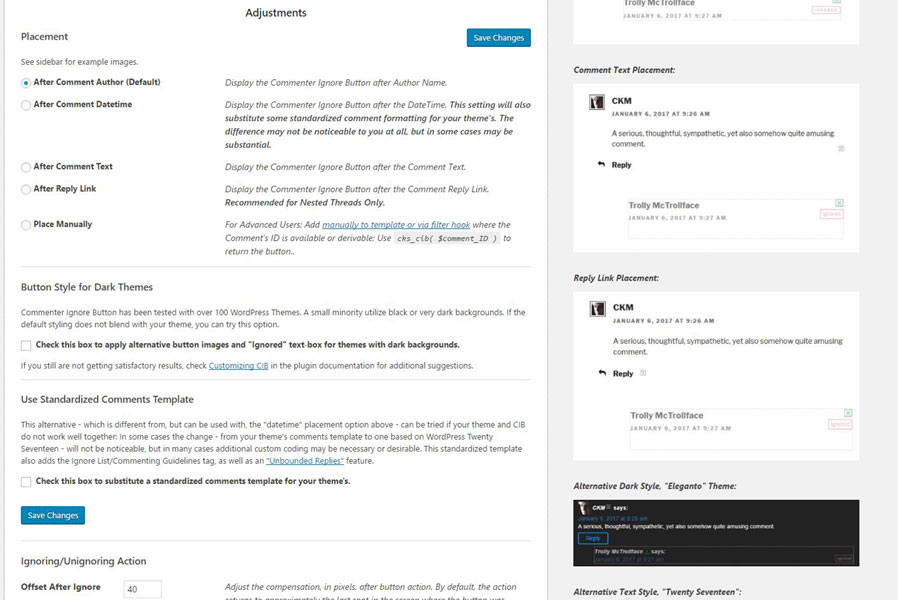 Adjustments
Placement
Save Changes
See sidebar for example images.
After Comment Author (Default)
Display the Commenter Ignore Button after Author Name.
After Comment Datetime
Display the Commenter Ignore Button after the DateTime. This setting will also
substitute some standardized comment formatting for your theme's. The
difference may not be noticeable to you at all, but in some cases may be
substantial.
After Comment Text
Display the Commenter Ignore Button after the Comment Text.
After Reply Link
Display the Commenter Ignore Button after the Comment Reply Link.
Recommended for Nested Threads Only.
Place Manually
For Advanced Users: Add manually to template or via filter hook where the
Comment's ID is available or derivable: Use cks_cib( $comment_ID ) to
return the button..
Button Style for Dark Themes
Commenter Ignore Button has been tested with over 100 WordPress Themes. A small minority utilize black or very dark backgrounds. If the
default styling does not blend with your theme, you can try this option.
Check this box to apply alternative button images and "Ignored" text-box for themes with dark backgrounds.
If you still are not getting satisfactory results, check Customizing CIB in the plugin documentation for additional suggestions.
Use Standardized Comments Template
This alternative - which is different from, but can be used with, the "datetime" placement option above - can be tried if your theme and CIB
do not work well together: In some cases the change - from your theme's comments template to one based on WordPress Twenty
Seventeen - will not be noticeable, but in many cases additional custom coding may be necessary or desirable. This standardized template
also adds the Ignore List/Commenting Guidelines tag, as well as an "Unbounded Replies" feature.
Check this box to substitute a standardized comments template for your theme's.
Save Changes
Ignoring/Unignoring Action
Offset After Ignore
40
Adjust the compensation, in pixels, after button action. By default, the action
returns to approximately the last spot in the screen where the button was
Trolly McTrollface
JANUARY 6, 2017 AT 9:27 AM
ignored
Comment Text Placement:
CKM
JANUARY 6, 2017 AT 9:26 AM
A serious, thoughtful, sympathetic, yet also somehow quite amusing
comment.
Reply
Trolly McTrollface
JANUARY 6, 2017 AT 9:27 AM
ignored
Reply Link Placement:
CKM
JANUARY 6, 2017 AT 9:26 AM
A serious, thoughtful, sympathetic, yet also somehow quite amusing
comment.
Reply
Trolly McTrollface
JANUARY 6, 2017 AT 9:27 AM
ignored
Alternative Dark Style, "Eleganto" Theme:
CKM says:
January 6, 2017 at 9:26 am
A serious, thoughtful, sympathetic, yet also somehow quite amusing comment.
Reply
Trolly McTrollface says:
January 6, 2017 at 9:27 am
Alternative Text Style, "Twenty Seventeen":